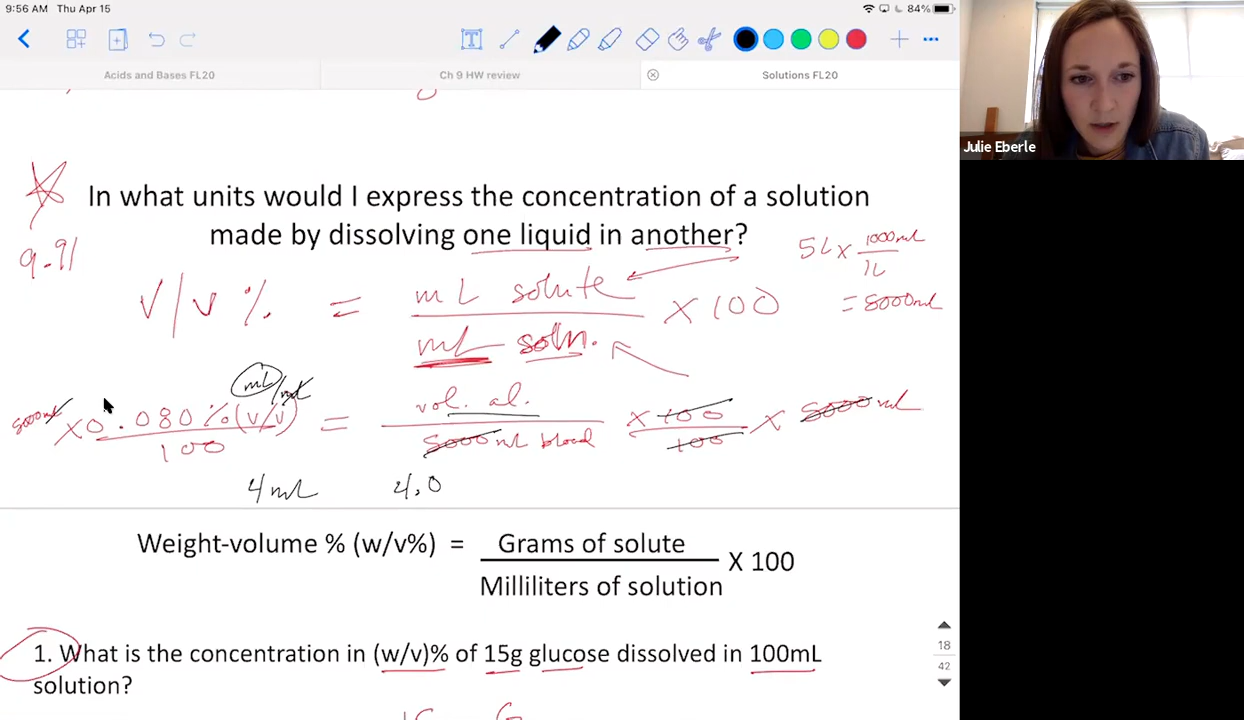 9:56 AM Thu Apr 15
84%
T
Acids and Bases FL20
Ch 9 HW review
Solutions FL20
Julie Eberle
In what units would I express the concentration of a solution
made by dissolving one liquid in another?
9.91
5L x 1000mL
1L
= 5000mL
v/v % = mL solute x 100
mL soln.
mL/mL
5000mL x 0.080%(v/v) = vol. al. x 100 x 5000mL
100 5000mL blood 100
4mL 4.0
Weight-volume % (w/v%) = Grams of solute X 100
Milliliters of solution
18
42
1. What is the concentration in (w/v)% of 15g glucose dissolved in 100mL
solution?